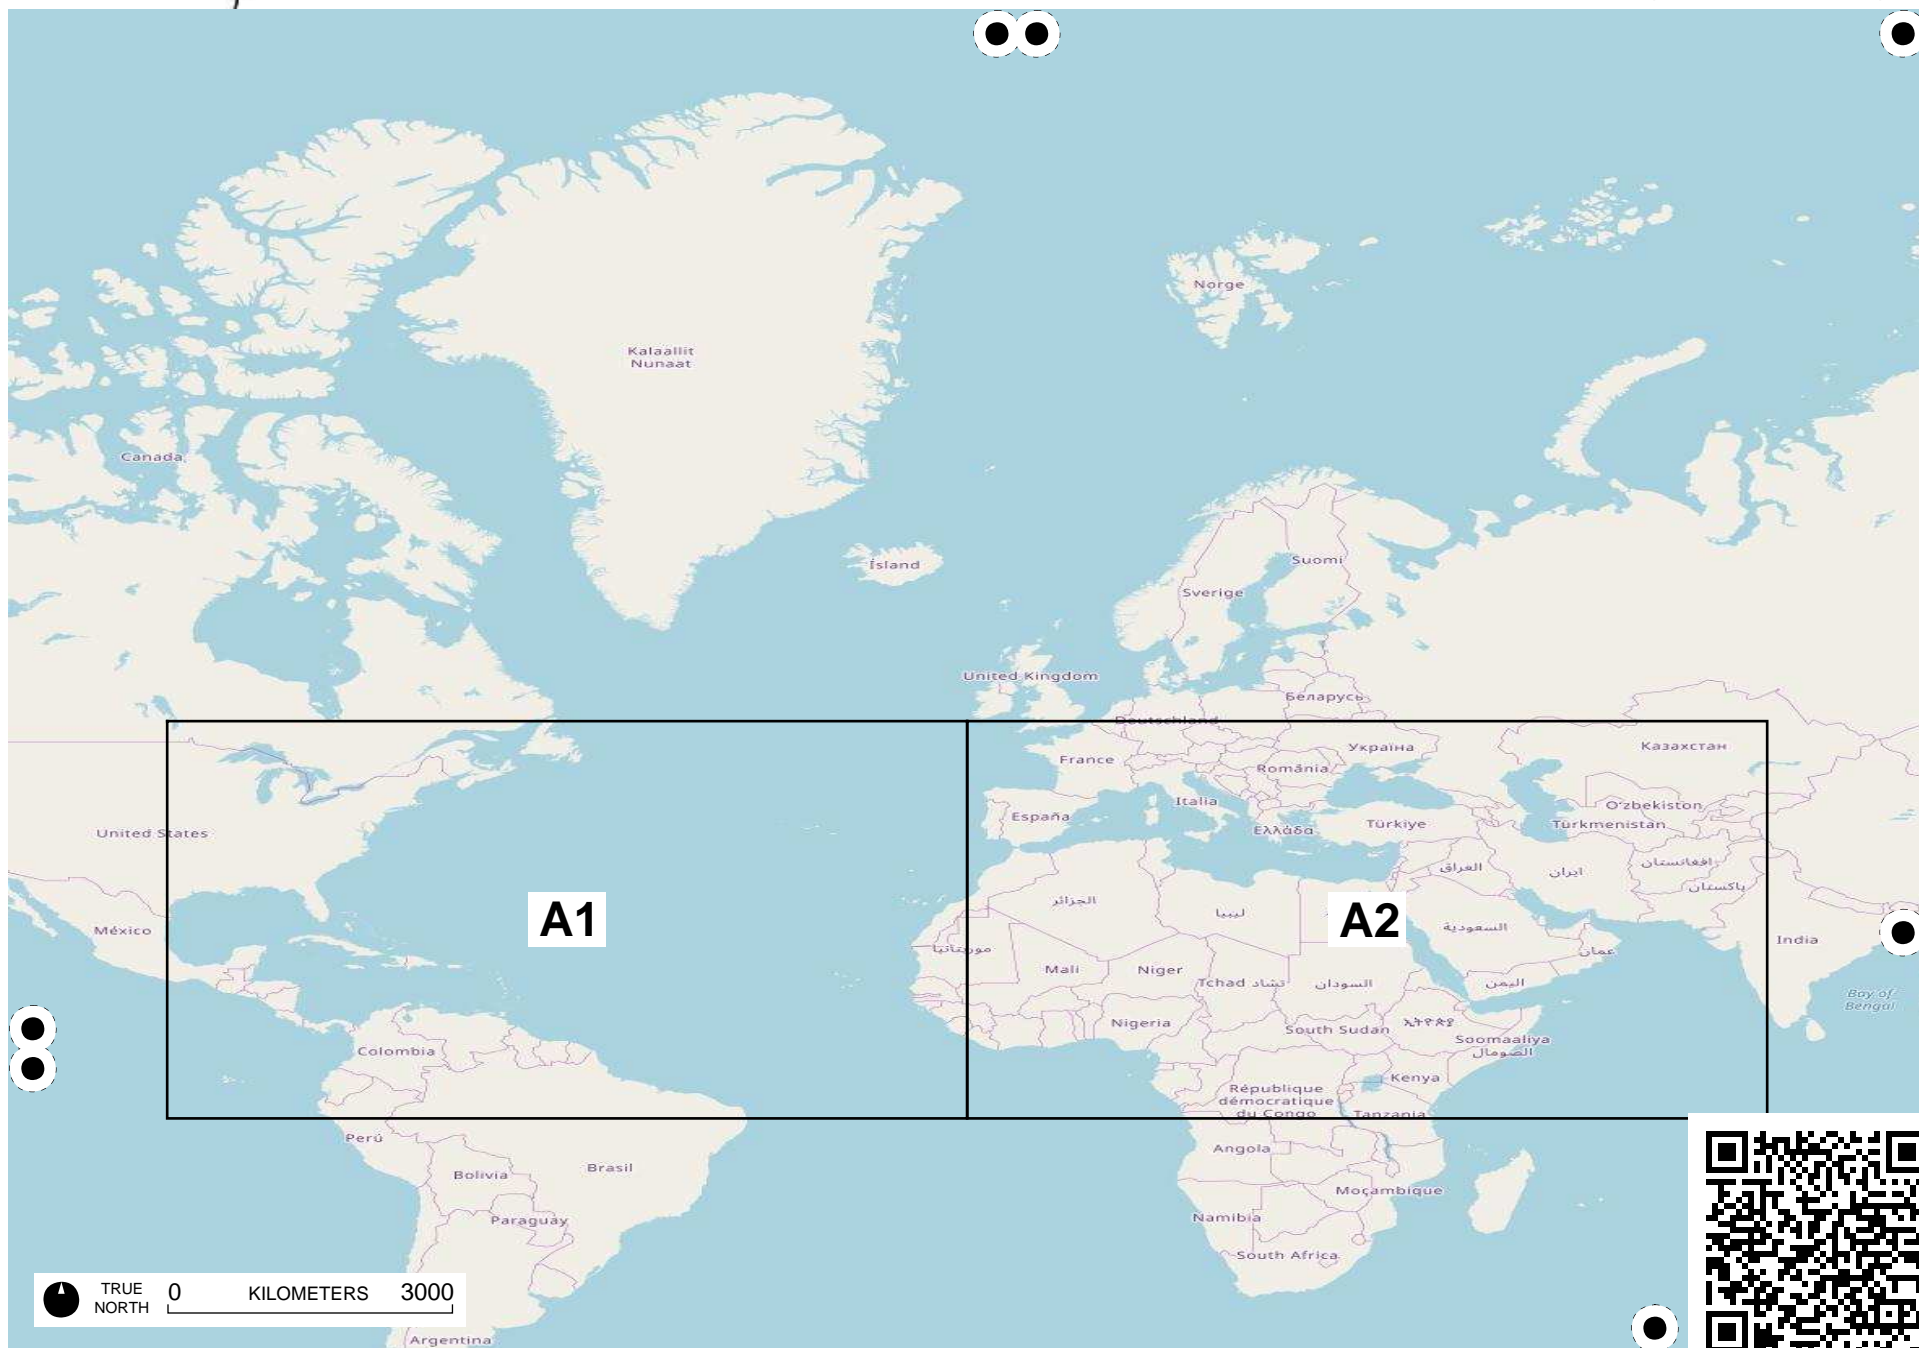 Norge
Kalaallit
Nunaat
Canada
Ísland
Suomi
Sverige
United Kingdom
Беларусь
Deutschland
Україна
Казахстан
France
România
Italia
O'zbekiston
España
Ελλάδα
Türkiye
Türkmenistan
United States
العراق
ایران
افغانستان
پاکستان
الجزائر
ليبيا
A1
A2
السعودية
México
موريتانيا
عمان
India
Mali
Niger
Tchad تشاد
السودان
اليمن
Bay of
Bengal
Nigeria
South Sudan
ኢትዮጵያ
Soomaaliya
الصومال
Colombia
Kenya
République
démocratique
du Congo
Tanzania
Perú
Angola
Bolivia
Brasil
Moçambique
Paraguay
Namibia
South Africa
TRUE
NORTH
0 KILOMETERS 3000
Argentina